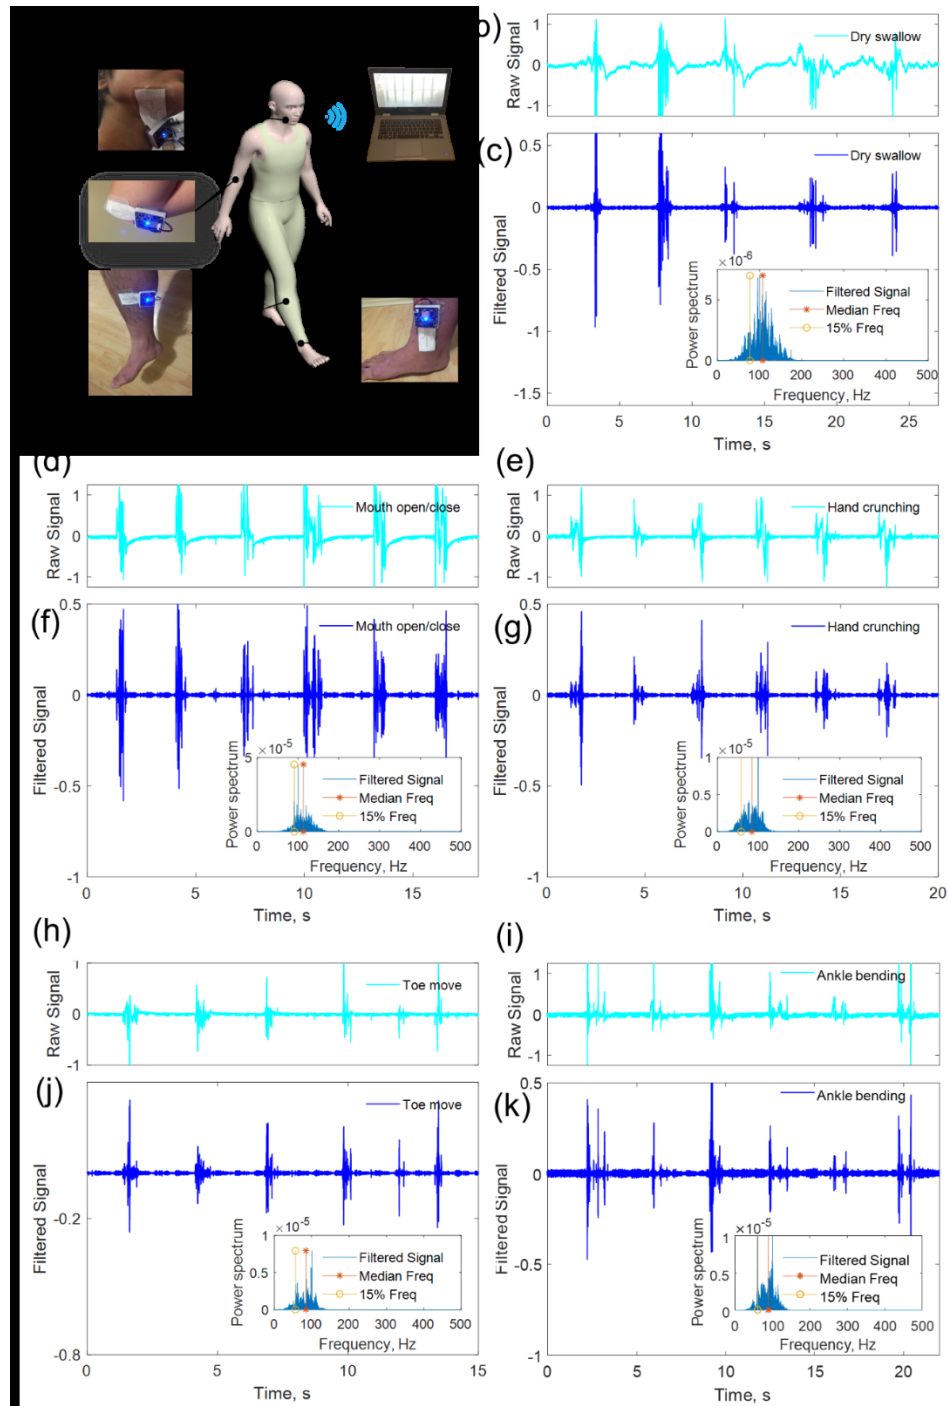 b)
1
0
-1
Raw Signal
Dry swallow
(c)
0.5
0
-0.5
-1
-1.5
Filtered Signal
Dry swallow
×10^-6
5
0
Power spectrum
Filtered Signal
Median Freq
15% Freq
0 100 200 300 400 500
Frequency, Hz
0 5 10 15 20 25
Time, s
(d)
1
0
-1
Raw Signal
Mouth open/close
(e)
1
0
-1
Raw Signal
Hand crunching
(f)
0.5
0
-0.5
-1
Filtered Signal
Mouth open/close
×10^-5
5
0
Power spectrum
Filtered Signal
Median Freq
15% Freq
0 100 200 300 400 500
Frequency, Hz
0 5 10 15
Time, s
(g)
0.5
0
-0.5
-1
Filtered Signal
Hand crunching
×10^-5
1
0.5
0
Power spectrum
Filtered Signal
Median Freq
15% Freq
0 100 200 300 400 500
Frequency, Hz
0 5 10 15 20
Time, s
(h)
1
0
-1
Raw Signal
Toe move
(i)
1
0
-1
Raw Signal
Ankle bending
(j)
-0.2
-0.8
Filtered Signal
Toe move
×10^-5
1
0.5
0
Power spectrum
Filtered Signal
Median Freq
15% Freq
0 100 200 300 400 500
Frequency, Hz
0 5 10 15
Time, s
(k)
0.5
0
-0.5
-1
Filtered Signal
Ankle bending
×10^-5
1
0.5
0
Power spectrum
Filtered Signal
Median Freq
15% Freq
0 100 200 300 400 500
Frequency, Hz
0 5 10 15 20
Time, s